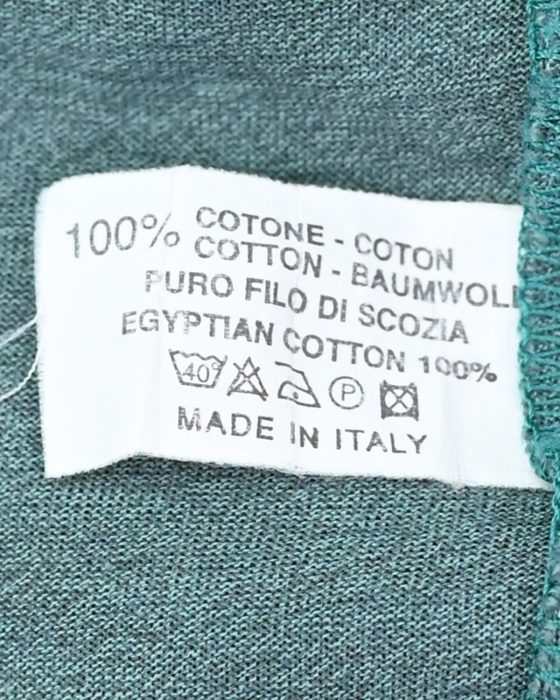 100% COTONE - COTON
COTTON - BAUMWOLL
PURO FILO DI SCOZIA
EGYPTIAN COTTON 100%
40° P
MADE IN ITALY